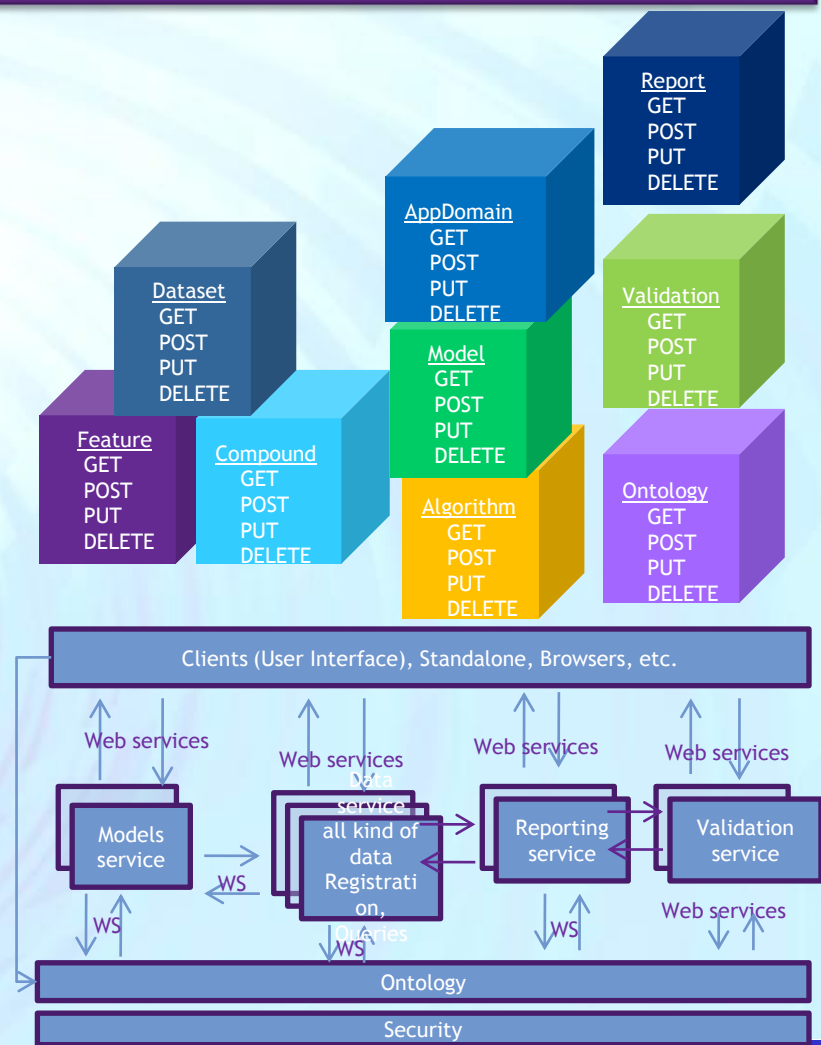 Report
GET
POST
PUT
DELETE
AppDomain
GET
POST
PUT
DELETE
Dataset
GET
POST
PUT
DELETE
Validation
GET
POST
PUT
DELETE
Model
GET
POST
PUT
DELETE
Feature
GET
POST
PUT
DELETE
Compound
GET
POST
PUT
DELETE
Algorithm
GET
POST
PUT
DELETE
Ontology
GET
POST
PUT
DELETE
Clients (User Interface), Standalone, Browsers, etc.
Web services
Web services
Web services
Web services
Models
service
Data
service
all kind of
data
Registrati
on,
Queries
Reporting
service
Validation
service
WS
WS
WS
WS
Web services
Ontology
Security